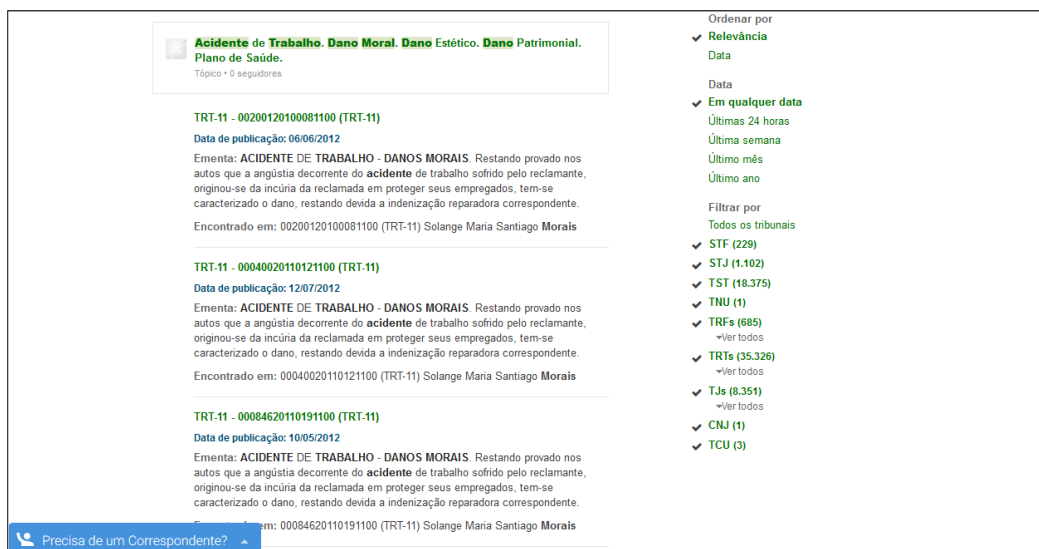 Acidente de Trabalho. Dano Moral. Dano Estético. Dano Patrimonial.
Plano de Saúde.
Tópico • 0 seguidores
TRT-11 - 00200120100081100 (TRT-11)
Data de publicação: 06/06/2012
Ementa: ACIDENTE DE TRABALHO - DANOS MORAIS. Restando provado nos
autos que a angústia decorrente do acidente de trabalho sofrido pelo reclamante,
originou-se da incúria da reclamada em proteger seus empregados, tem-se
caracterizado o dano, restando devida a indenização reparadora correspondente.
Encontrado em: 00200120100081100 (TRT-11) Solange Maria Santiago Morais
TRT-11 - 00040020110121100 (TRT-11)
Data de publicação: 12/07/2012
Ementa: ACIDENTE DE TRABALHO - DANOS MORAIS. Restando provado nos
autos que a angústia decorrente do acidente de trabalho sofrido pelo reclamante,
originou-se da incúria da reclamada em proteger seus empregados, tem-se
caracterizado o dano, restando devida a indenização reparadora correspondente.
Encontrado em: 00040020110121100 (TRT-11) Solange Maria Santiago Morais
TRT-11 - 00084620110191100 (TRT-11)
Data de publicação: 10/05/2012
Ementa: ACIDENTE DE TRABALHO - DANOS MORAIS. Restando provado nos
autos que a angústia decorrente do acidente de trabalho sofrido pelo reclamante,
originou-se da incúria da reclamada em proteger seus empregados, tem-se
caracterizado o dano, restando devida a indenização reparadora correspondente.
em: 00084620110191100 (TRT-11) Solange Maria Santiago Morais
Precisa de um Correspondente?
Ordenar por
Relevância
Data
Data
Em qualquer data
Últimas 24 horas
Última semana
Último mês
Último ano
Filtrar por
Todos os tribunais
STF (229)
STJ (1.102)
TST (18.375)
TNU (1)
TRFs (685)
Ver todos
TRTs (35.326)
Ver todos
TJs (8.351)
Ver todos
CNJ (1)
TCU (3)